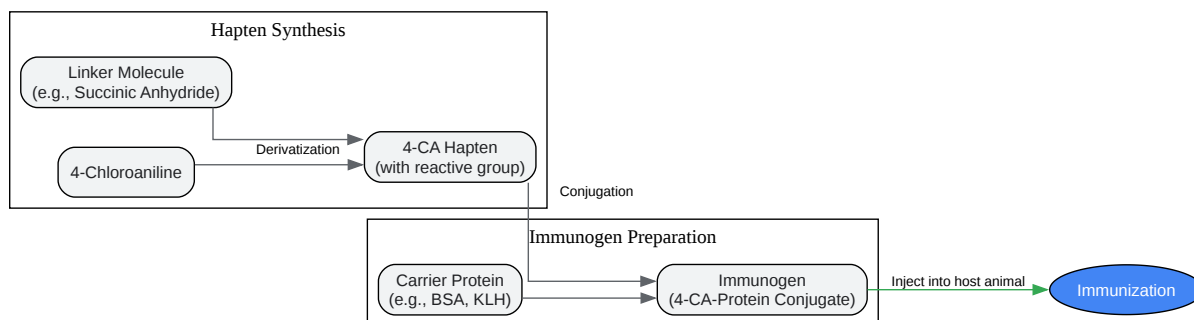 Hapten Synthesis
Linker Molecule
(e.g., Succinic Anhydride)
Derivatization
4-Chloroaniline
4-CA Hapten
(with reactive group)
Conjugation
Immunogen Preparation
Carrier Protein
(e.g., BSA, KLH)
Immunogen
(4-CA-Protein Conjugate)
Inject into host animal
Immunization